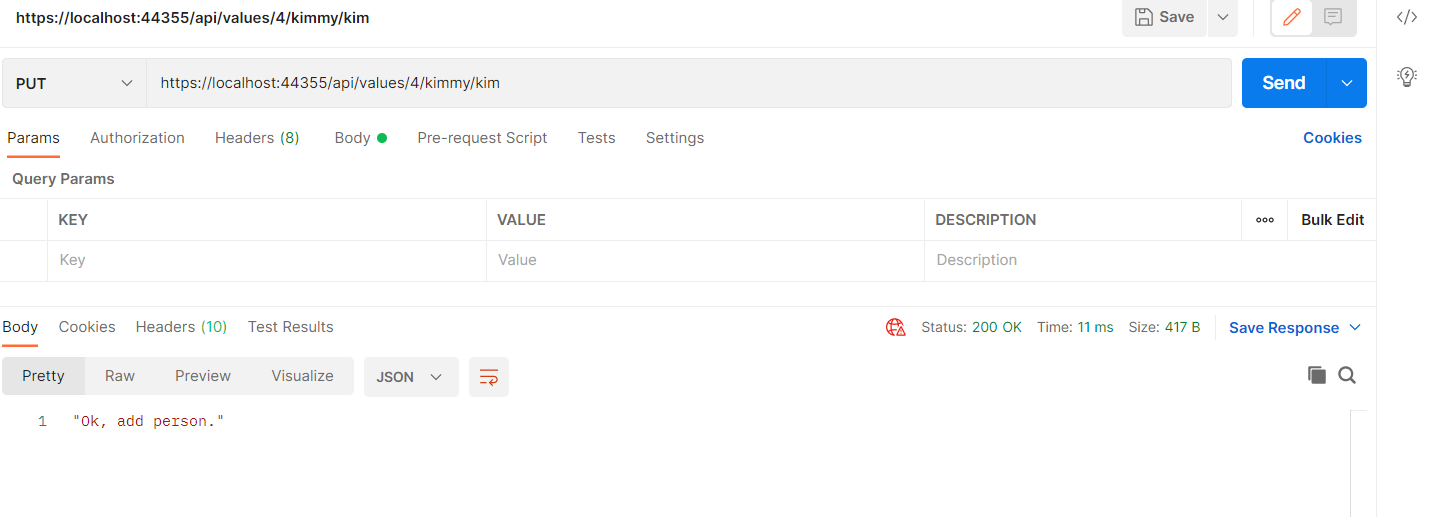 https://localhost:44355/api/values/4/kimmy/kim
Save
PUT
https://localhost:44355/api/values/4/kimmy/kim
Send
Params Authorization Headers (8) Body Pre-request Script Tests Settings Cookies
Query Params
KEY VALUE DESCRIPTION ooo Bulk Edit
Key Value Description
Body Cookies Headers (10) Test Results Status: 200 OK Time: 11 ms Size: 417 B Save Response
Pretty Raw Preview Visualize JSON
1 "Ok, add person."